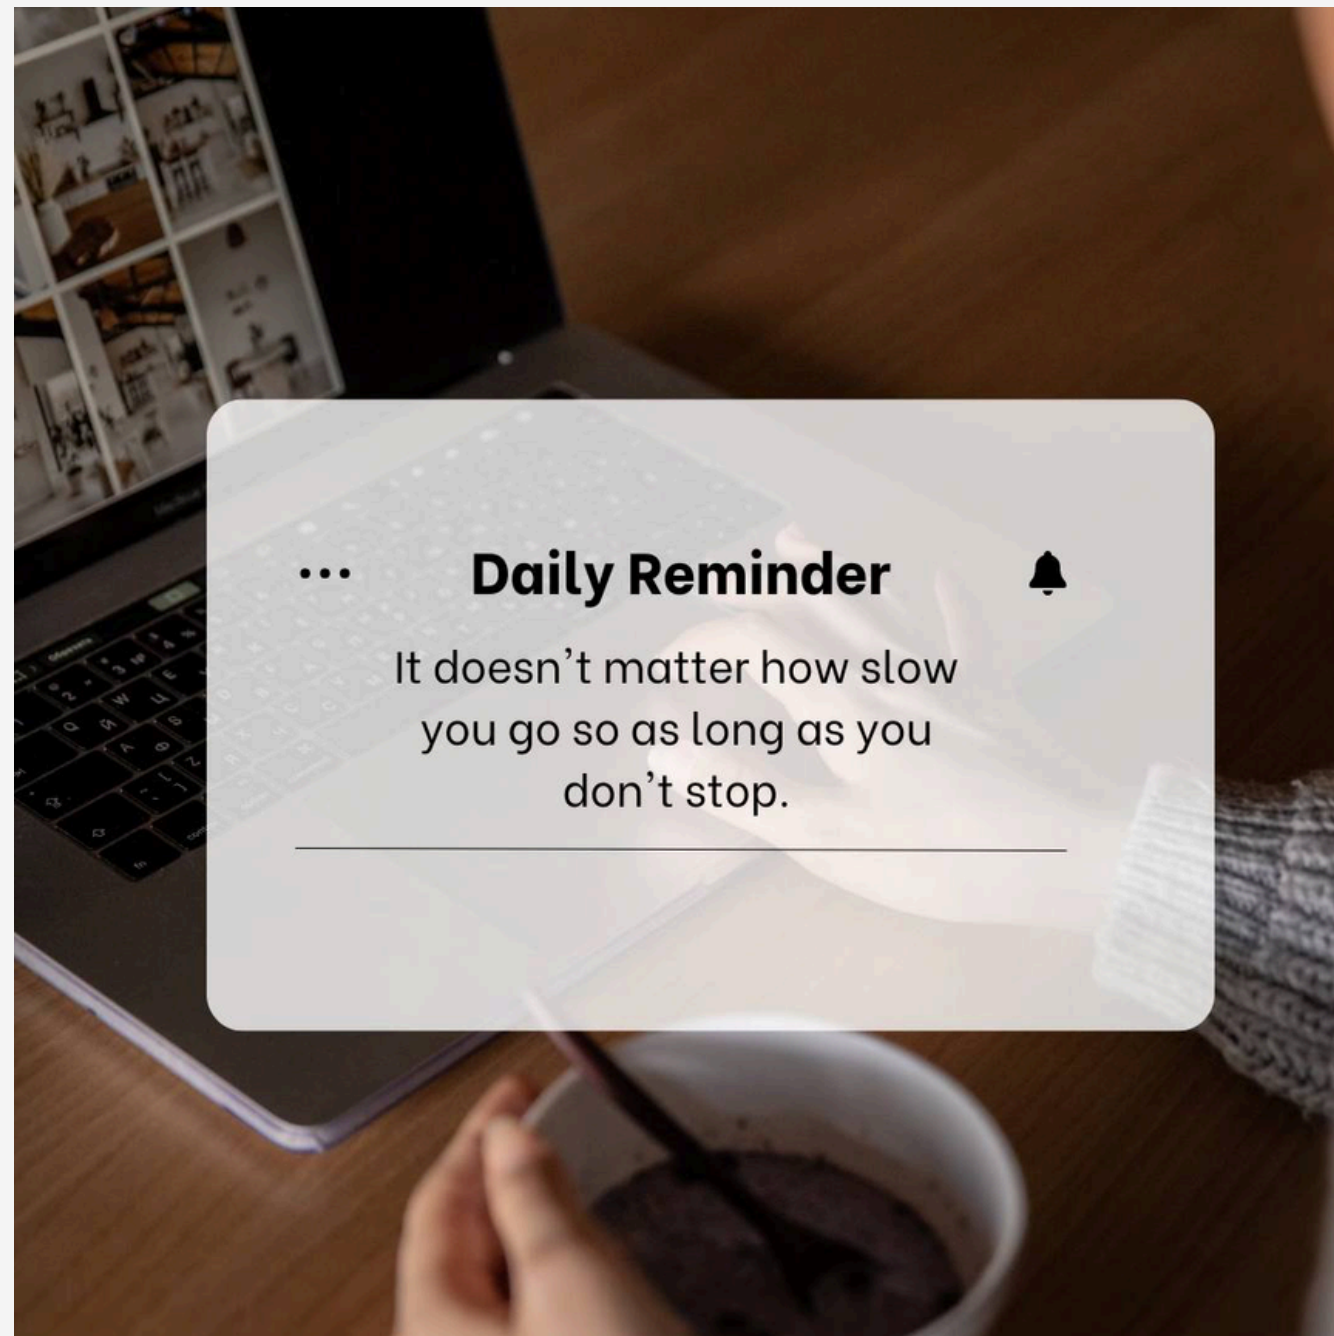 Daily Reminder
It doesn't matter how slow
you go so as long as you
don't stop.